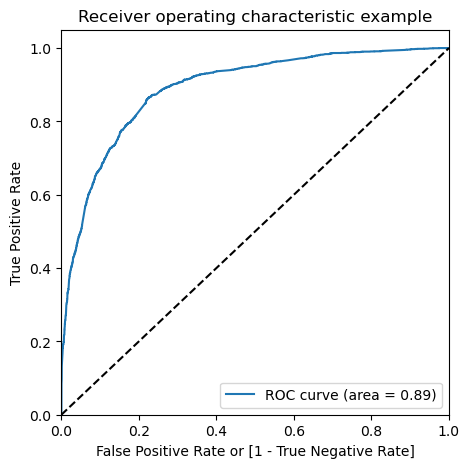 Receiver operating characteristic example
True Positive Rate
1.0
0.8
0.6
0.4
0.2
0.0
ROC curve (area = 0.89)
0.0 0.2 0.4 0.6 0.8 1.0
False Positive Rate or [1 - True Negative Rate]